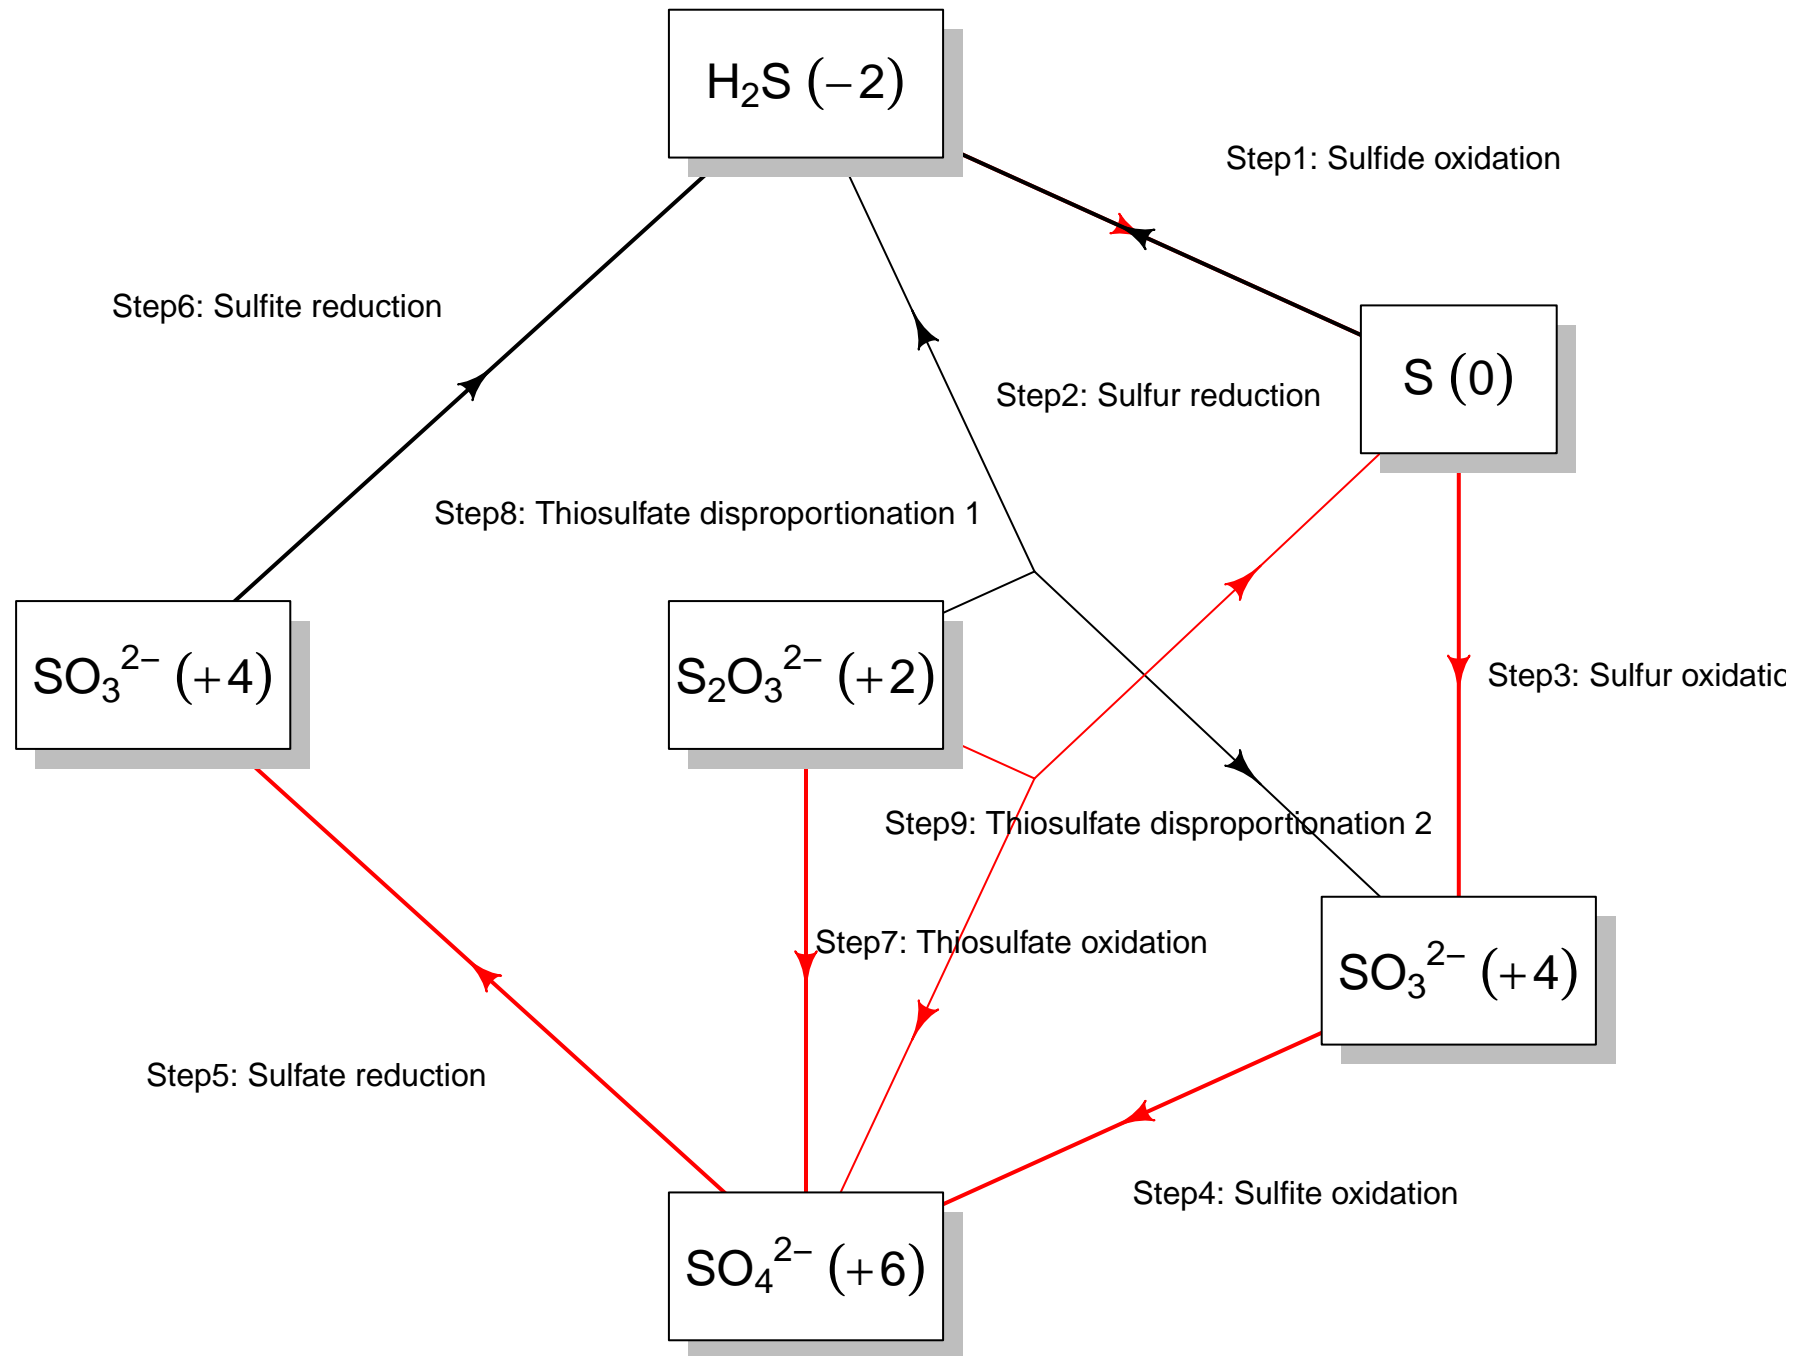 H₂S (−2)
Step1: Sulfide oxidation
Step6: Sulfite reduction
Step2: Sulfur reduction
S (0)
Step8: Thiosulfate disproportionation 1
SO₃²⁻ (+4)
S₂O₃²⁻ (+2)
Step3: Sulfur oxidatio
Step9: Thiosulfate disproportionation 2
Step7: Thiosulfate oxidation
SO₃²⁻ (+4)
Step5: Sulfate reduction
Step4: Sulfite oxidation
SO₄²⁻ (+6)